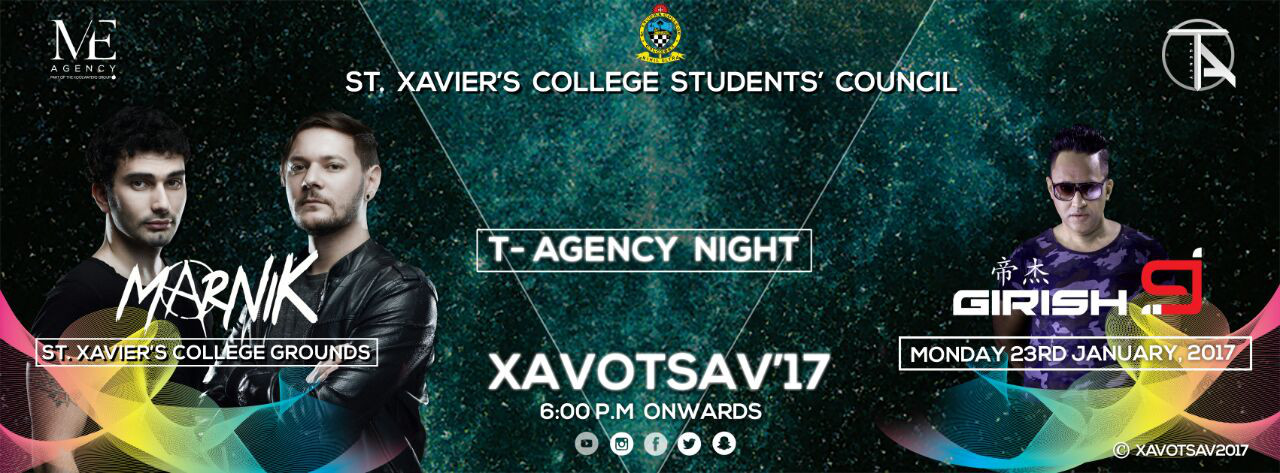 ME
AGENCY
ST. XAVIER'S COLLEGE STUDENTS' COUNCIL
TA
T- AGENCY NIGHT
MARNIK
ST. XAVIER'S COLLEGE GROUNDS
帝杰
GIRISH
MONDAY 23RD JANUARY, 2017
XAVOTSAV'17
6:00 P.M ONWARDS
© XAVOTSAV2017